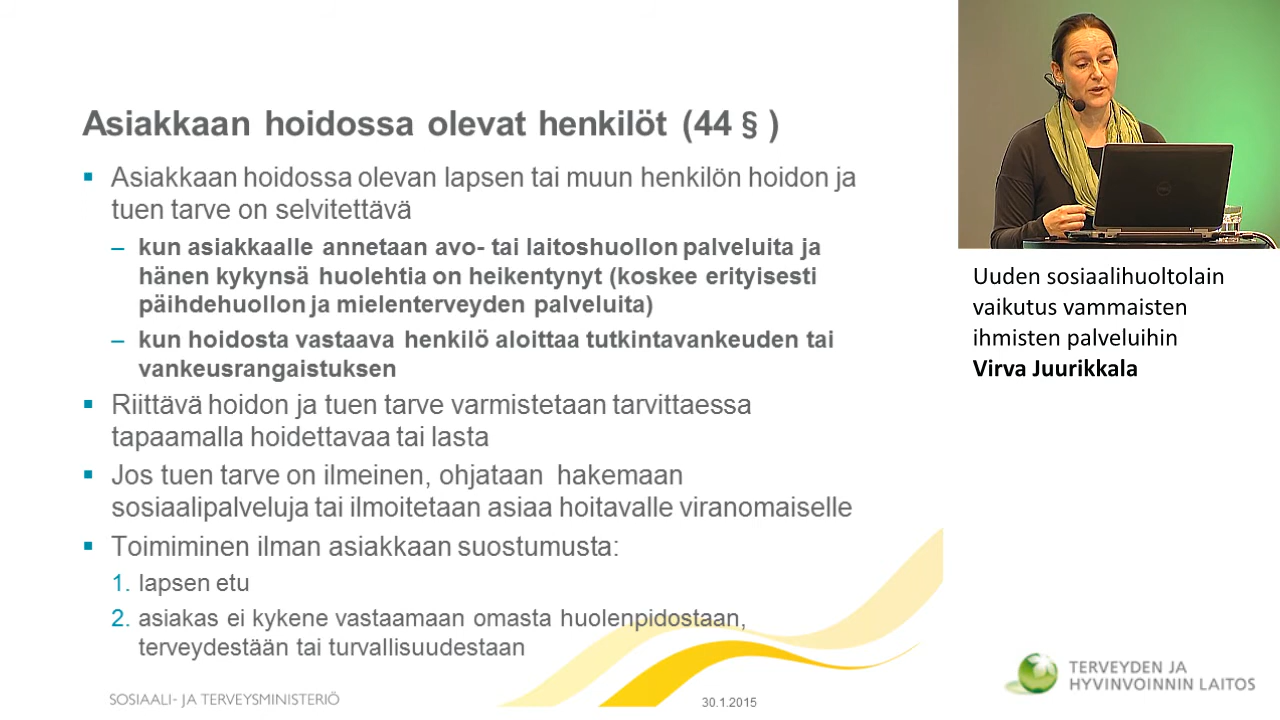 Asiakkaan hoidossa olevat henkilöt (44 § )
Asiakkaan hoidossa olevan lapsen tai muun henkilön hoidon ja
tuen tarve on selvitettävä
– kun asiakkaalle annetaan avo- tai laitoshuollon palveluita ja
hänen kykynsä huolehtia on heikentynyt (koskee erityisesti
päihdehuollon ja mielenterveyden palveluita)
– kun hoidosta vastaava henkilö aloittaa tutkintavankeuden tai
vankeusrangaistuksen
Riittävä hoidon ja tuen tarve varmistetaan tarvittaessa
tapaamalla hoidettavaa tai lasta
Jos tuen tarve on ilmeinen, ohjataan hakemaan
sosiaalipalveluja tai ilmoitetaan asiaa hoitavalle viranomaiselle
Toimiminen ilman asiakkaan suostumusta:
1. lapsen etu
2. asiakas ei kykene vastaamaan omasta huolenpidostaan,
terveydestään tai turvallisuudestaan
SOSIAALI- JA TERVEYSMINISTERIÖ
30.1.2015
Uuden sosiaalihuoltolain
vaikutus vammaisten
ihmisten palveluihin
Virva Juurikkala
TERVEYDEN JA
HYVINVOINNIN LAITOS